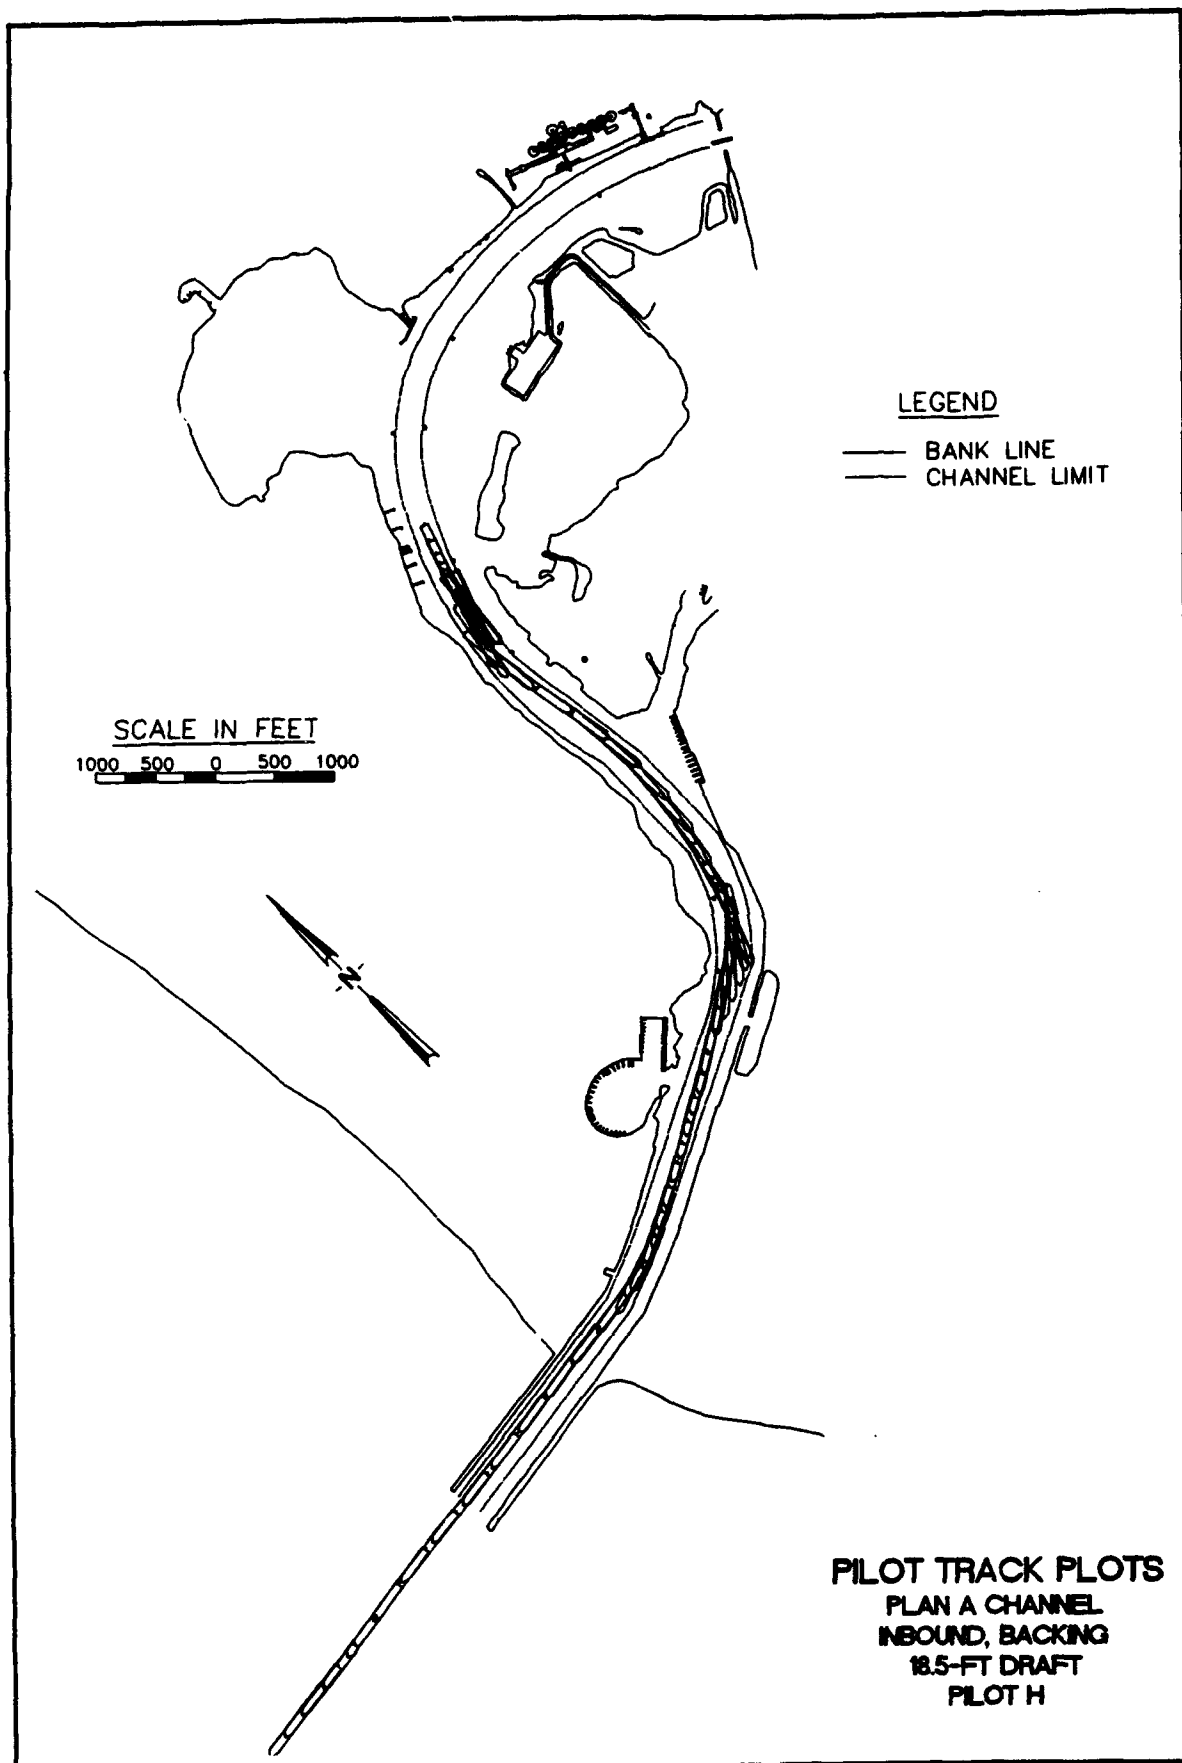 LEGEND
BANK LINE
CHANNEL LIMIT
SCALE IN FEET
1000 500 0 500 1000
N
PILOT TRACK PLOTS
PLAN A CHANNEL
INBOUND, BACKING
18.5-FT DRAFT
PILOT H